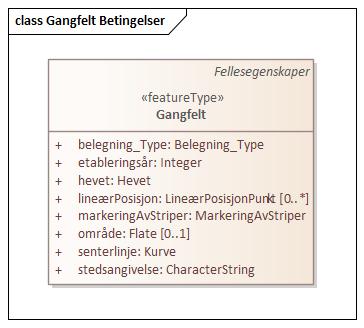 class Gangfelt Betingelser
Fellesegenskaper
«featureType»
Gangfelt
+ belegning_Type: Belegning_Type
+ etableringsår: Integer
+ hevet: Hevet
+ lineærPosisjon: LineærPosisjonPunkt [0..*]
+ markeringAvStriper: MarkeringAvStriper
+ område: Flate [0..1]
+ senterlinje: Kurve
+ stedsangivelse: CharacterString